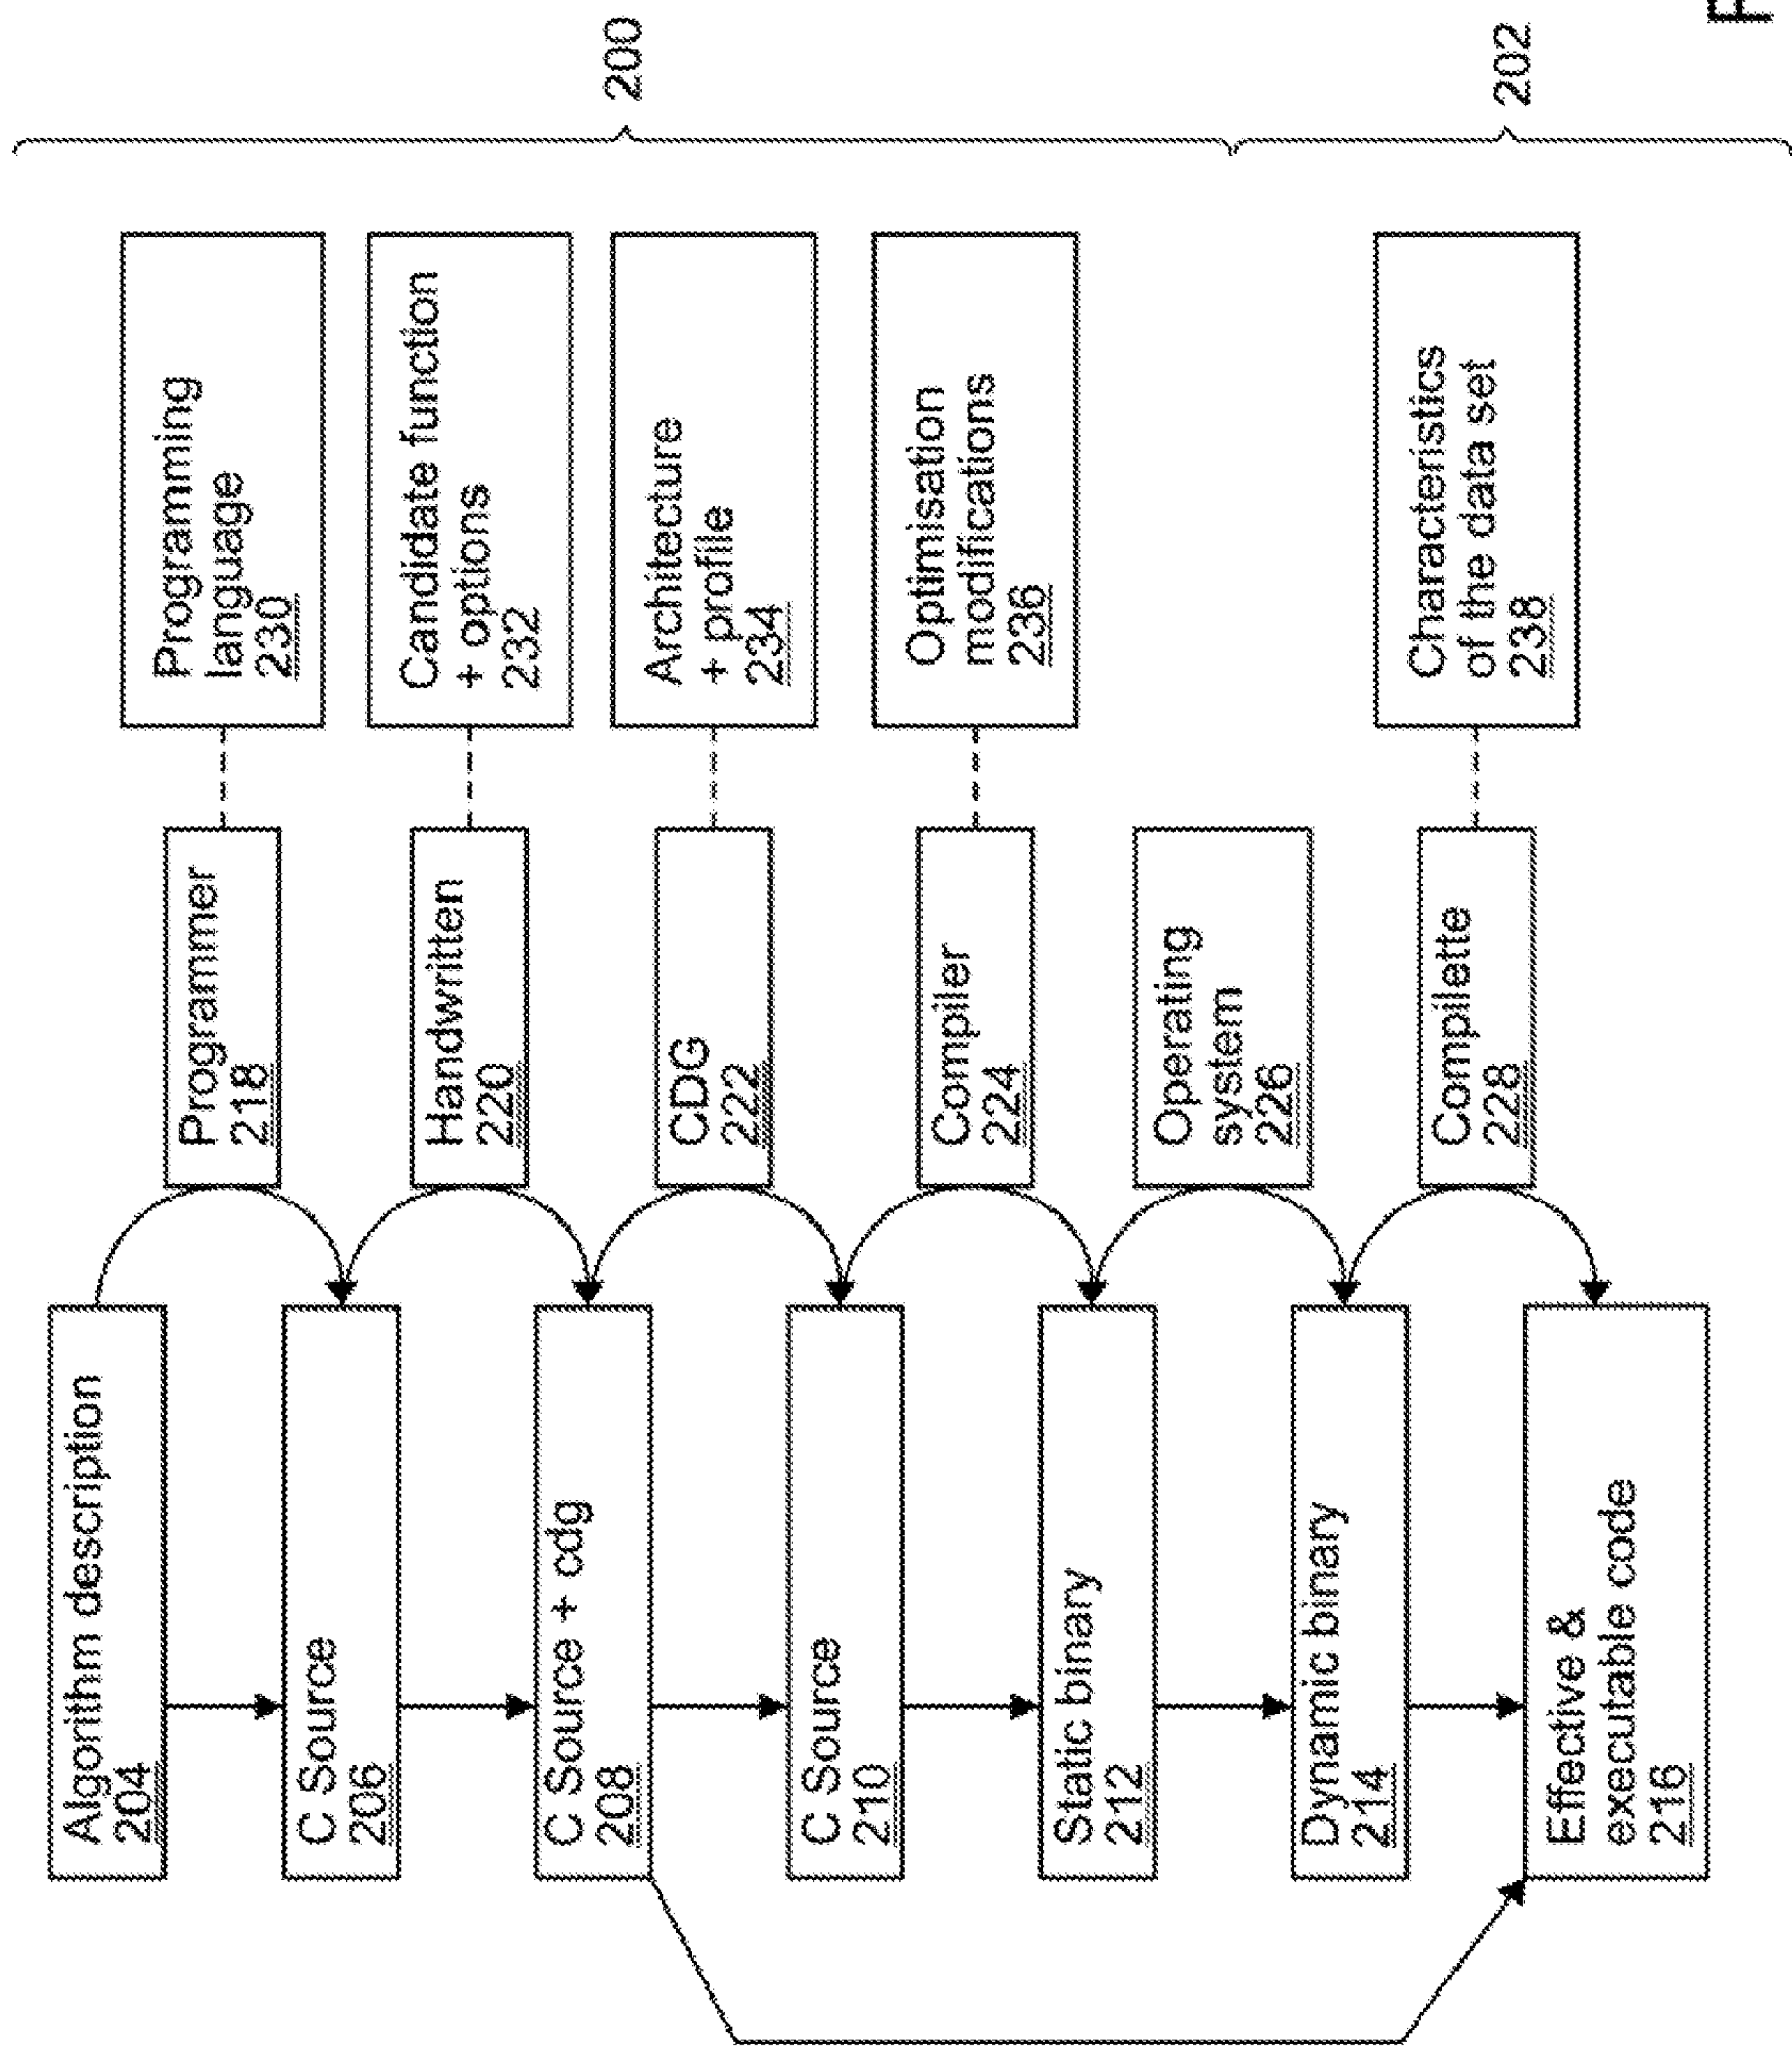 Algorithm description
204
C Source
206
C Source + cdg
208
C Source
210
Static binary
212
Dynamic binary
214
Effective &
executable code
216
Programmer
218
Handwritten
220
CDG
222
Compiler
224
Operating
system
226
Compilette
228
Programming
language
230
Candidate function
+ options
232
Architecture
+ profile
234
Optimisation
modifications
236
Characteristics
of the data set
238
200
202